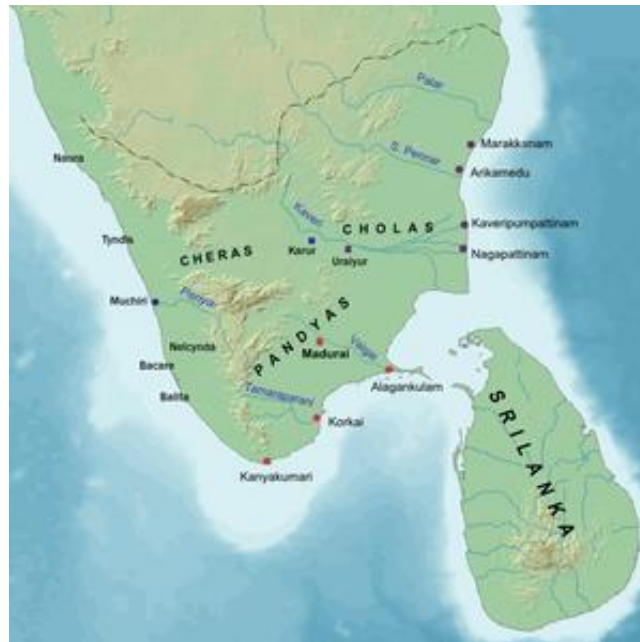 Palar
Marakkanam
S. Pennar
Naura
Arikamedu
Kaveri
Kaveripumpattinam
CHOLAS
Tyndis
Karur
CHERAS
Uraiyur
Nagapattinam
Muchiri
Periyar
PANDYAS
Nelcynda
Madurai
Vaigai
Bacare
Alagankulam
Tamaraparani
Balita
Korkai
SRILANKA
Kanyakumari